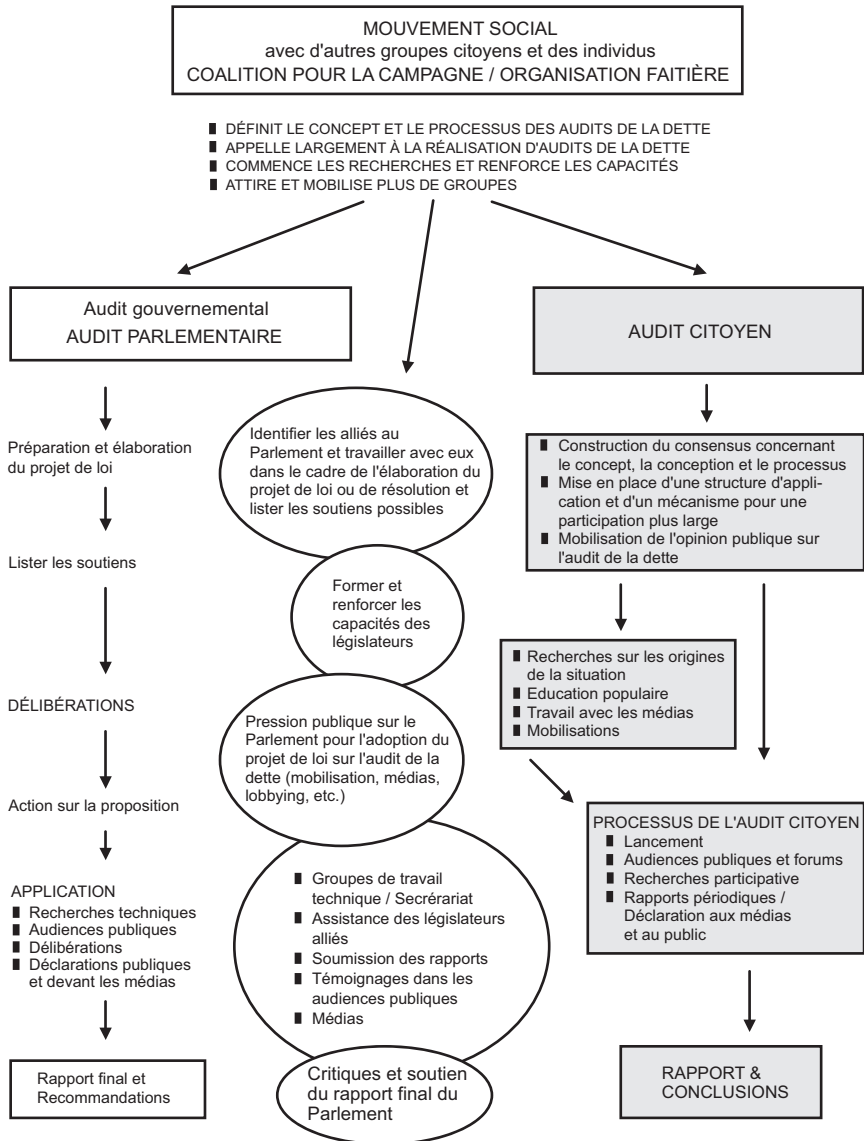 MOUVEMENT SOCIAL
avec d'autres groupes citoyens et des individus
COALITION POUR LA CAMPAGNE / ORGANISATION FAITIÈRE
DÉFINIT LE CONCEPT ET LE PROCESSUS DES AUDITS DE LA DETTE
APPELLE LARGEMENT À LA RÉALISATION D'AUDITS DE LA DETTE
COMMENCE LES RECHERCHES ET RENFORCE LES CAPACITÉS
ATTIRE ET MOBILISE PLUS DE GROUPES
Audit gouvernemental
AUDIT PARLEMENTAIRE
Préparation et élaboration
du projet de loi
Lister les soutiens
DÉLIBÉRATIONS
Action sur la proposition
APPLICATION
Recherches techniques
Audiences publiques
Délibérations
Déclarations publiques
et devant les médias
Rapport final et
Recommandations
Identifier les alliés au
Parlement et travailler avec eux
dans le cadre de l'élaboration du
projet de loi ou de résolution et
lister les soutiens possibles
Former et
renforcer les
capacités des
législateurs
Pression publique sur le
Parlement pour l'adoption du
projet de loi sur l'audit de la
dette (mobilisation, médias,
lobbying, etc.)
Groupes de travail
technique / Secrérariat
Assistance des législateurs
alliés
Soumission des rapports
Témoignages dans les
audiences publiques
Médias
Critiques et soutien
du rapport final du
Parlement
AUDIT CITOYEN
Construction du consensus concernant
le concept, la conception et le processus
Mise en place d'une structure d'appli-
cation et d'un mécanisme pour une
participation plus large
Mobilisation de l'opinion publique sur
l'audit de la dette
Recherches sur les origines
de la situation
Education populaire
Travail avec les médias
Mobilisations
PROCESSUS DE L'AUDIT CITOYEN
Lancement
Audiences publiques et forums
Recherches participative
Rapports périodiques /
Déclaration aux médias
et au public
RAPPORT &
CONCLUSIONS